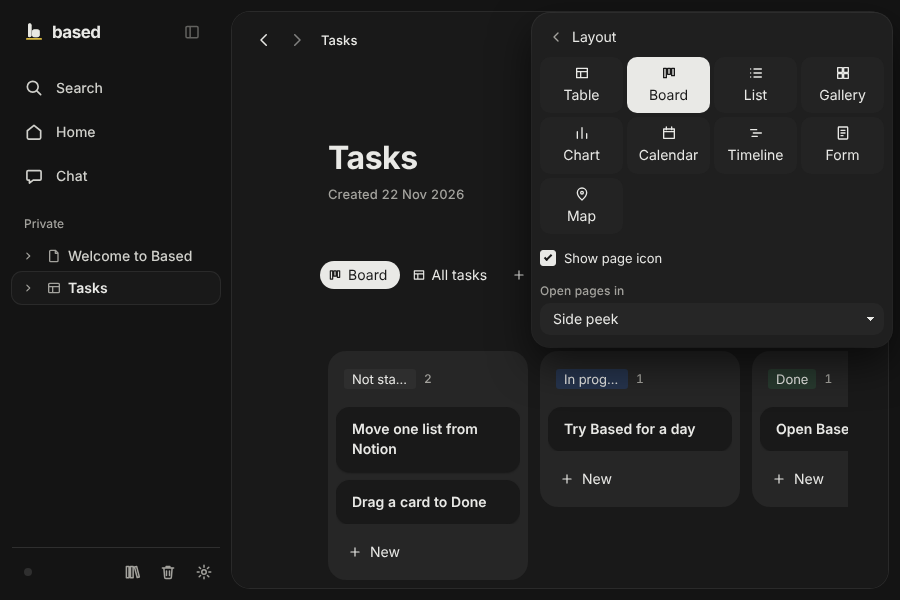 based
Search
Home
Chat
Private
Welcome to Based
Tasks
Tasks
Tasks
Created 22 Nov 2026
Board
All tasks
Layout
Table
Board
List
Gallery
Chart
Calendar
Timeline
Form
Map
Show page icon
Open pages in
Side peek
Not sta... 2
Move one list from
Notion
Drag a card to Done
+ New
In prog... 1
Try Based for a day
+ New
Done 1
Open Base
+ New